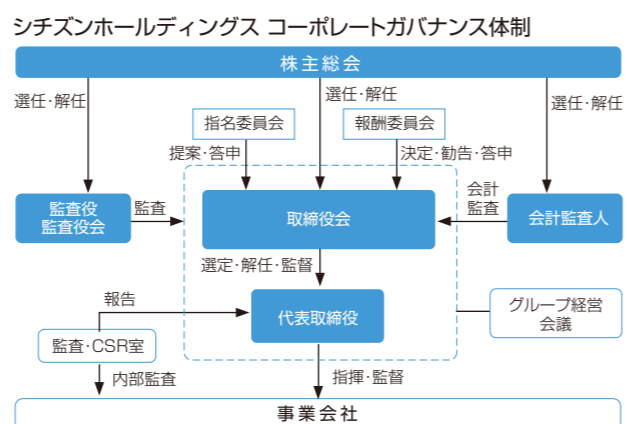 シチズンホールディングス コーポレートガバナンス体制
株主総会
選任・解任
選任・解任
選任・解任
指名委員会
報酬委員会
提案・答申
決定・勧告・答申
監査役
監査役会
監査
取締役会
会計
監査
会計監査人
選定・解任・監督
報告
代表取締役
グループ経営
会議
監査・CSR室
内部監査
指揮・監督
事業会社